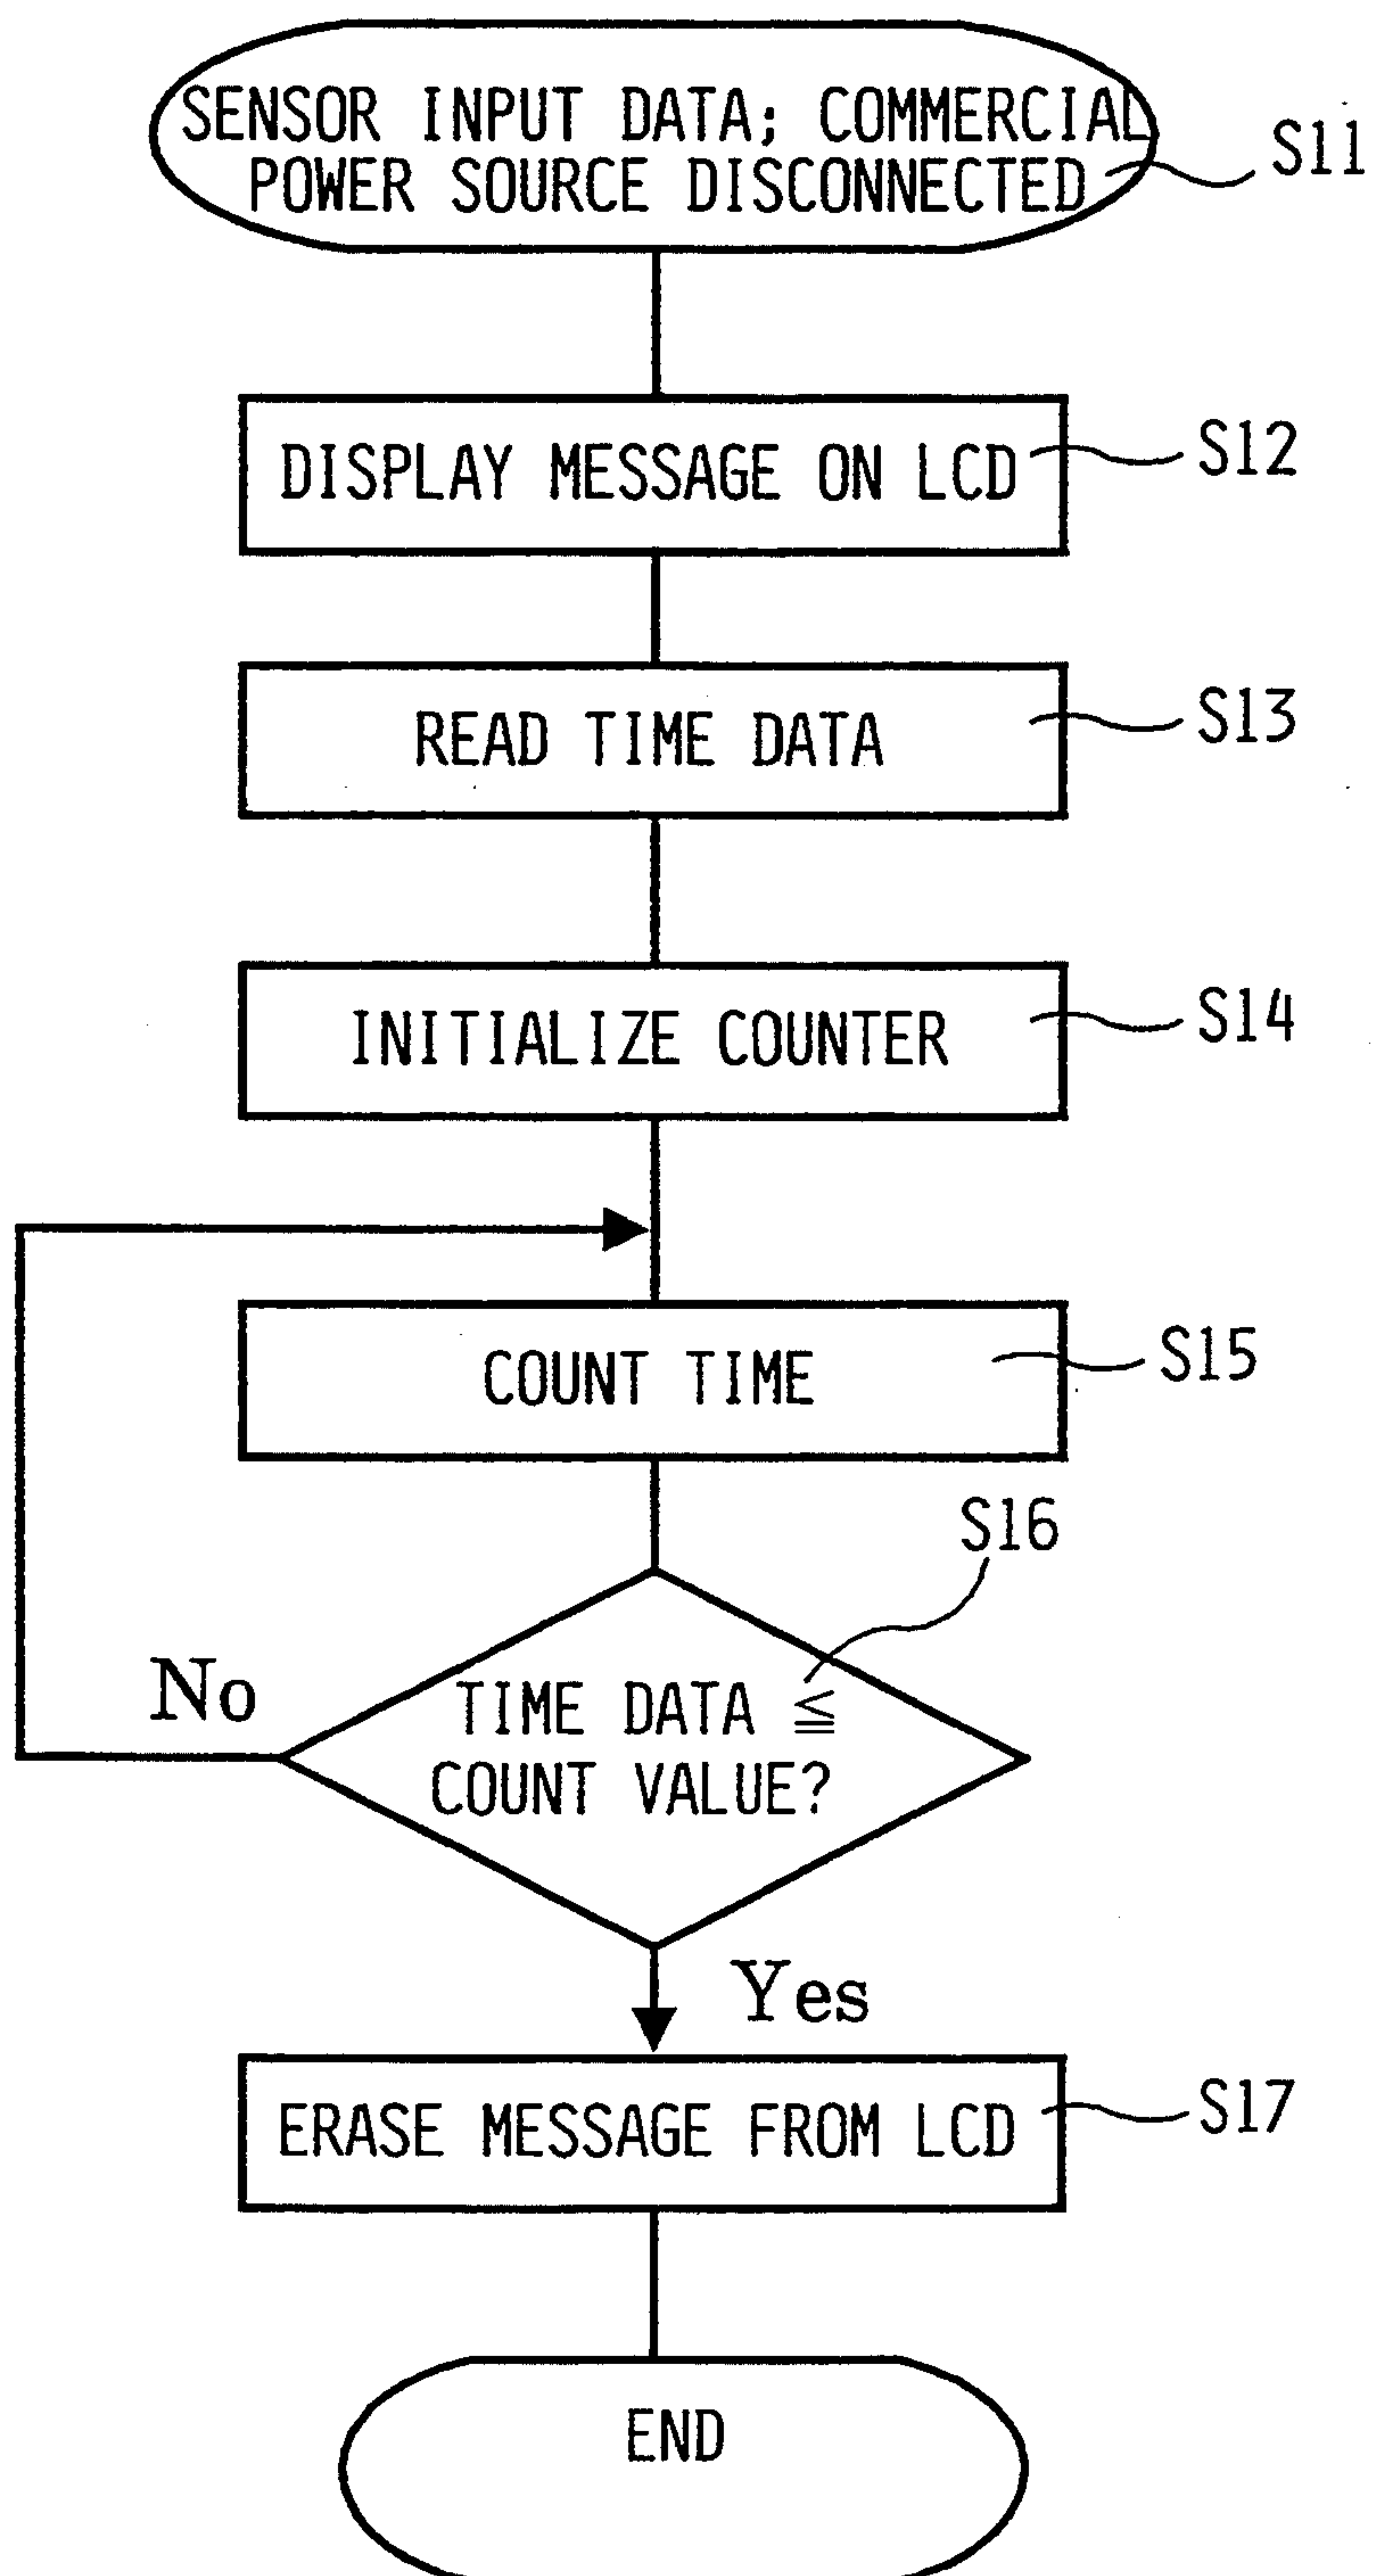 SENSOR INPUT DATA; COMMERCIAL
POWER SOURCE DISCONNECTED
S11
DISPLAY MESSAGE ON LCD
S12
READ TIME DATA
S13
INITIALIZE COUNTER
S14
COUNT TIME
S15
S16
TIME DATA ≦
COUNT VALUE?
No
Yes
ERASE MESSAGE FROM LCD
S17
END